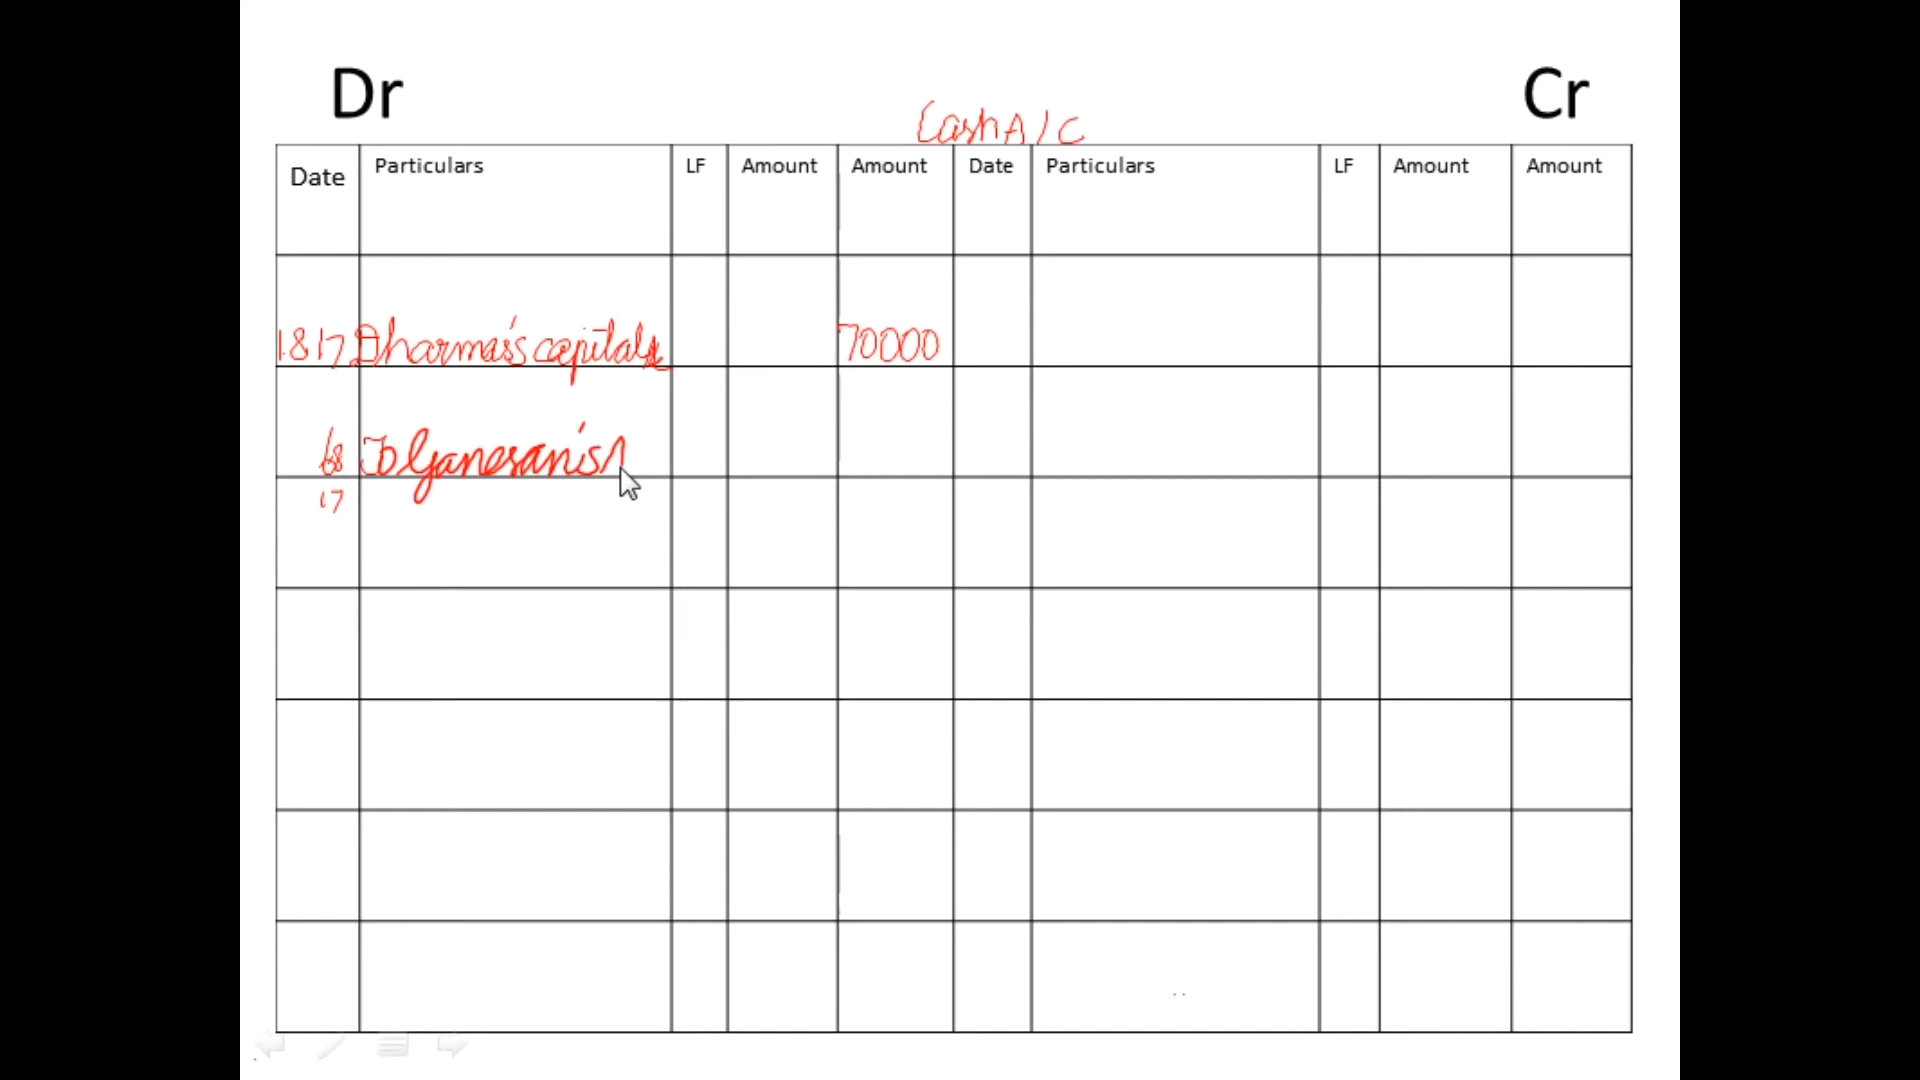 Dr Cr
Cash A/C
Date Particulars LF Amount Amount Date Particulars LF Amount Amount
1817 Dharma's capital 70000
To Ganesan's
17